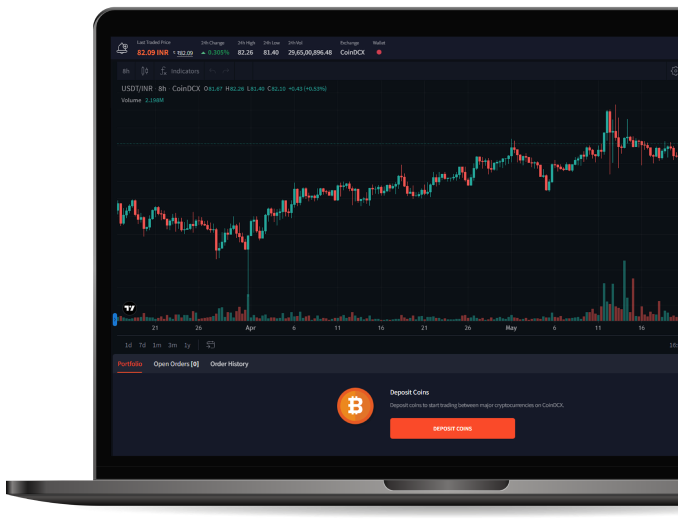 Last Traded Price 24h Change 24h High 24h Low 24h Vol Exchange Wallet
82.09 INR ≈ ₹82.09 0.305% 82.26 81.40 29,65,00,896.48 CoinDCX
8h Indicators
USDT/INR · 8h · CoinDCX O81.67 H82.26 L81.40 C82.10 +0.43 (+0.53%)
Volume 2.198M
21 26 Apr 6 11 16 21 26 May 6 11 16
1d 7d 1m 3m 1y
Portfolio Open Orders [0] Order History
Deposit Coins
Deposit coins to start trading between major cryptocurrencies on CoinDCX.
DEPOSIT COINS